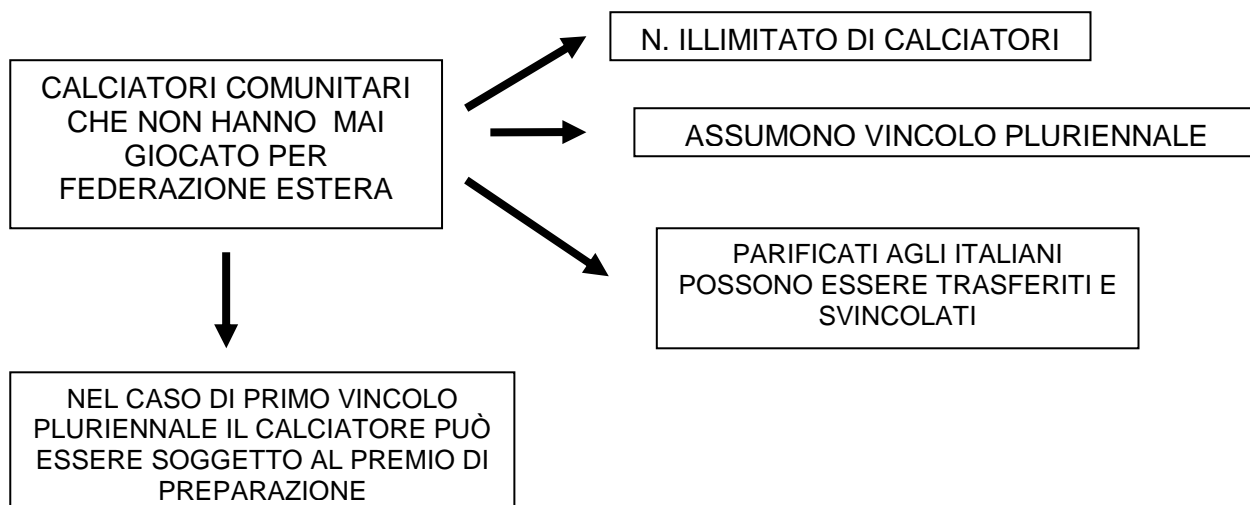 N. ILLIMITATO DI CALCIATORI
CALCIATORI COMUNITARI
CHE NON HANNO MAI
GIOCATO PER
FEDERAZIONE ESTERA
ASSUMONO VINCOLO PLURIENNALE
PARIFICATI AGLI ITALIANI
POSSONO ESSERE TRASFERITI E
SVINCOLATI
NEL CASO DI PRIMO VINCOLO
PLURIENNALE IL CALCIATORE PUÒ
ESSERE SOGGETTO AL PREMIO DI
PREPARAZIONE